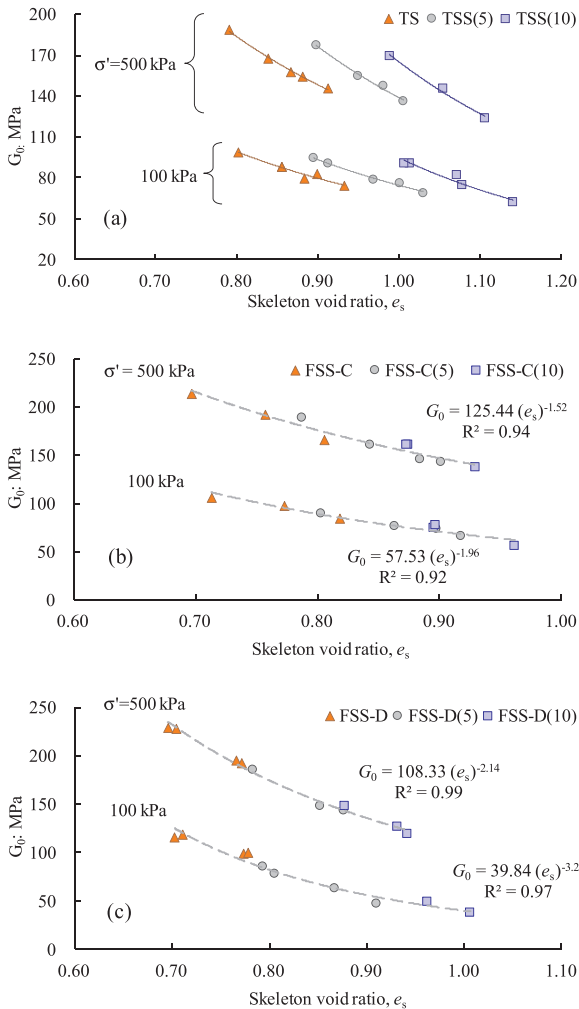 200
TS TSS(5) TSS(10)
170
σ'=500 kPa
140
G0: MPa
110
100 kPa
80
50
(a)
20
0.60 0.70 0.80 0.90 1.00 1.10 1.20
Skeleton void ratio, es
250
σ' = 500 kPa
FSS-C FSS-C(5) FSS-C(10)
200
G0 = 125.44 (es)-1.52
R² = 0.94
150
G0: MPa
100 kPa
100
50
(b)
G0 = 57.53 (es)-1.96
R² = 0.92
0
0.60 0.70 0.80 0.90 1.00
Skeleton void ratio, es
250
σ'=500 kPa
FSS-D FSS-D(5) FSS-D(10)
200
G0 = 108.33 (es)-2.14
R² = 0.99
150
G0: MPa
100 kPa
100
G0 = 39.84 (es)-3.2
R² = 0.97
50
(c)
0
0.60 0.70 0.80 0.90 1.00 1.10
Skeleton void ratio, es